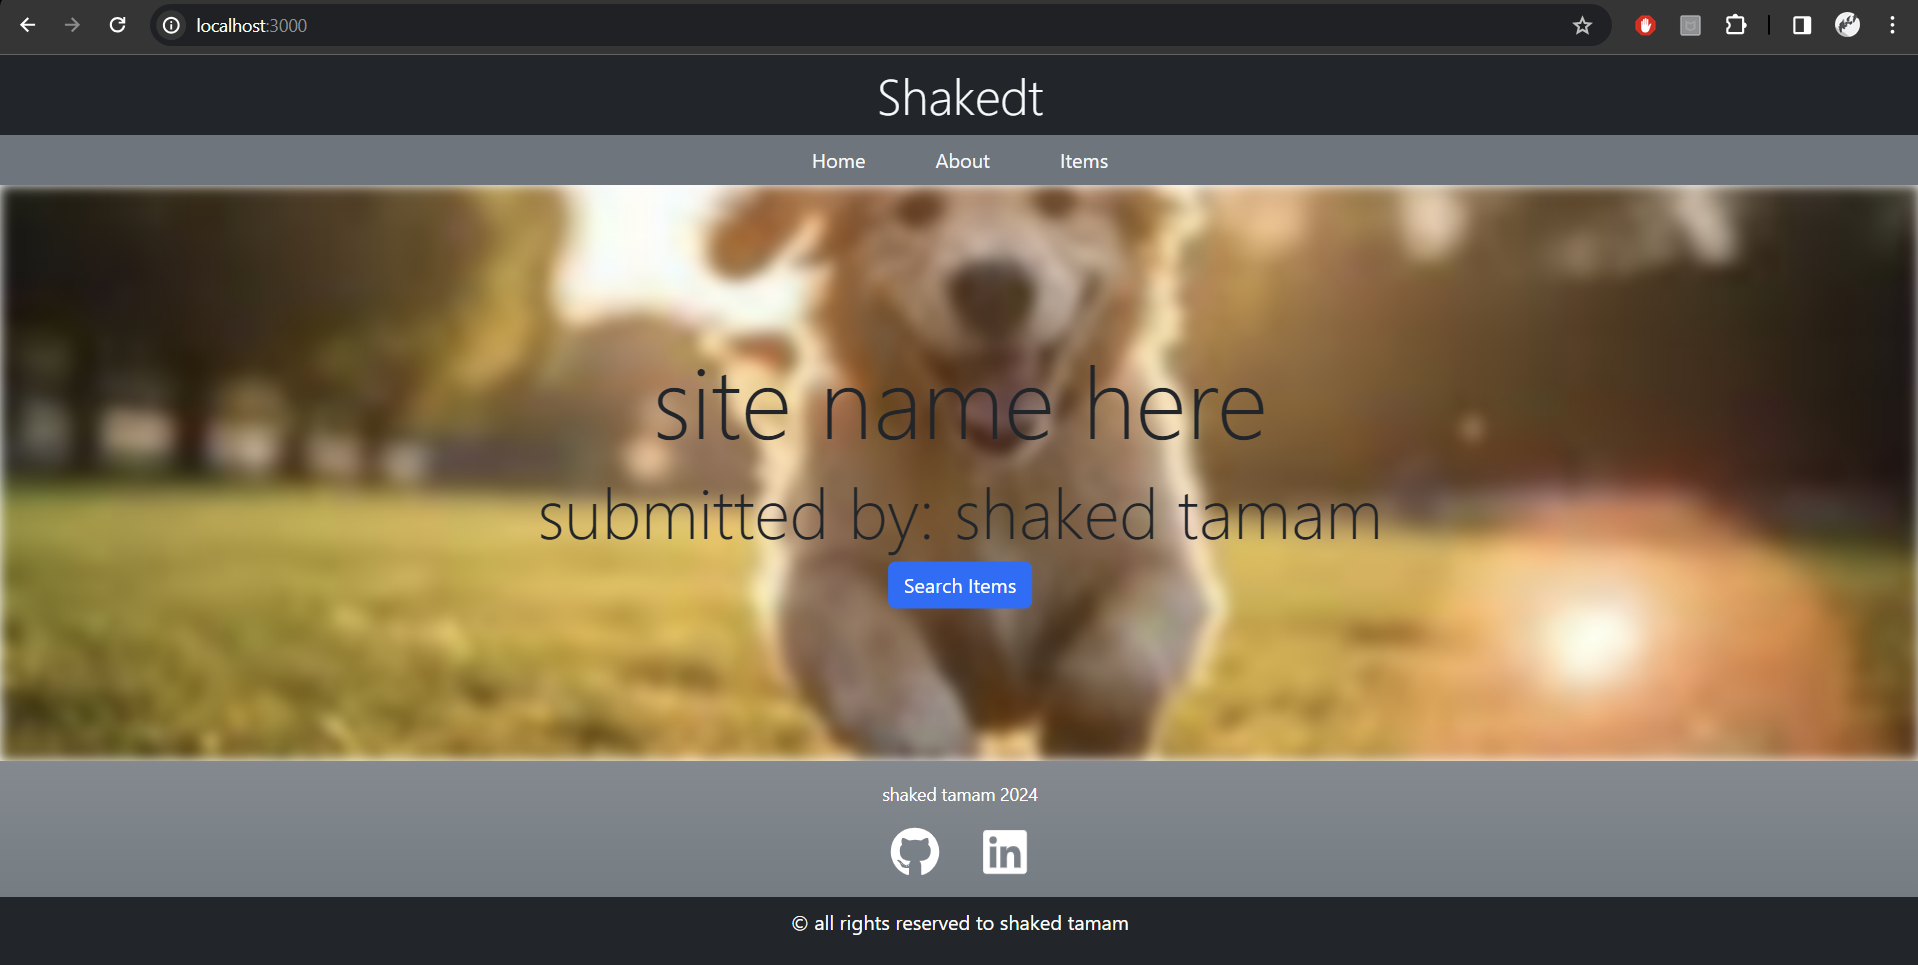 localhost:3000
Shakedt
Home About Items
site name here
submitted by: shaked tamam
Search Items
shaked tamam 2024
in
© all rights reserved to shaked tamam